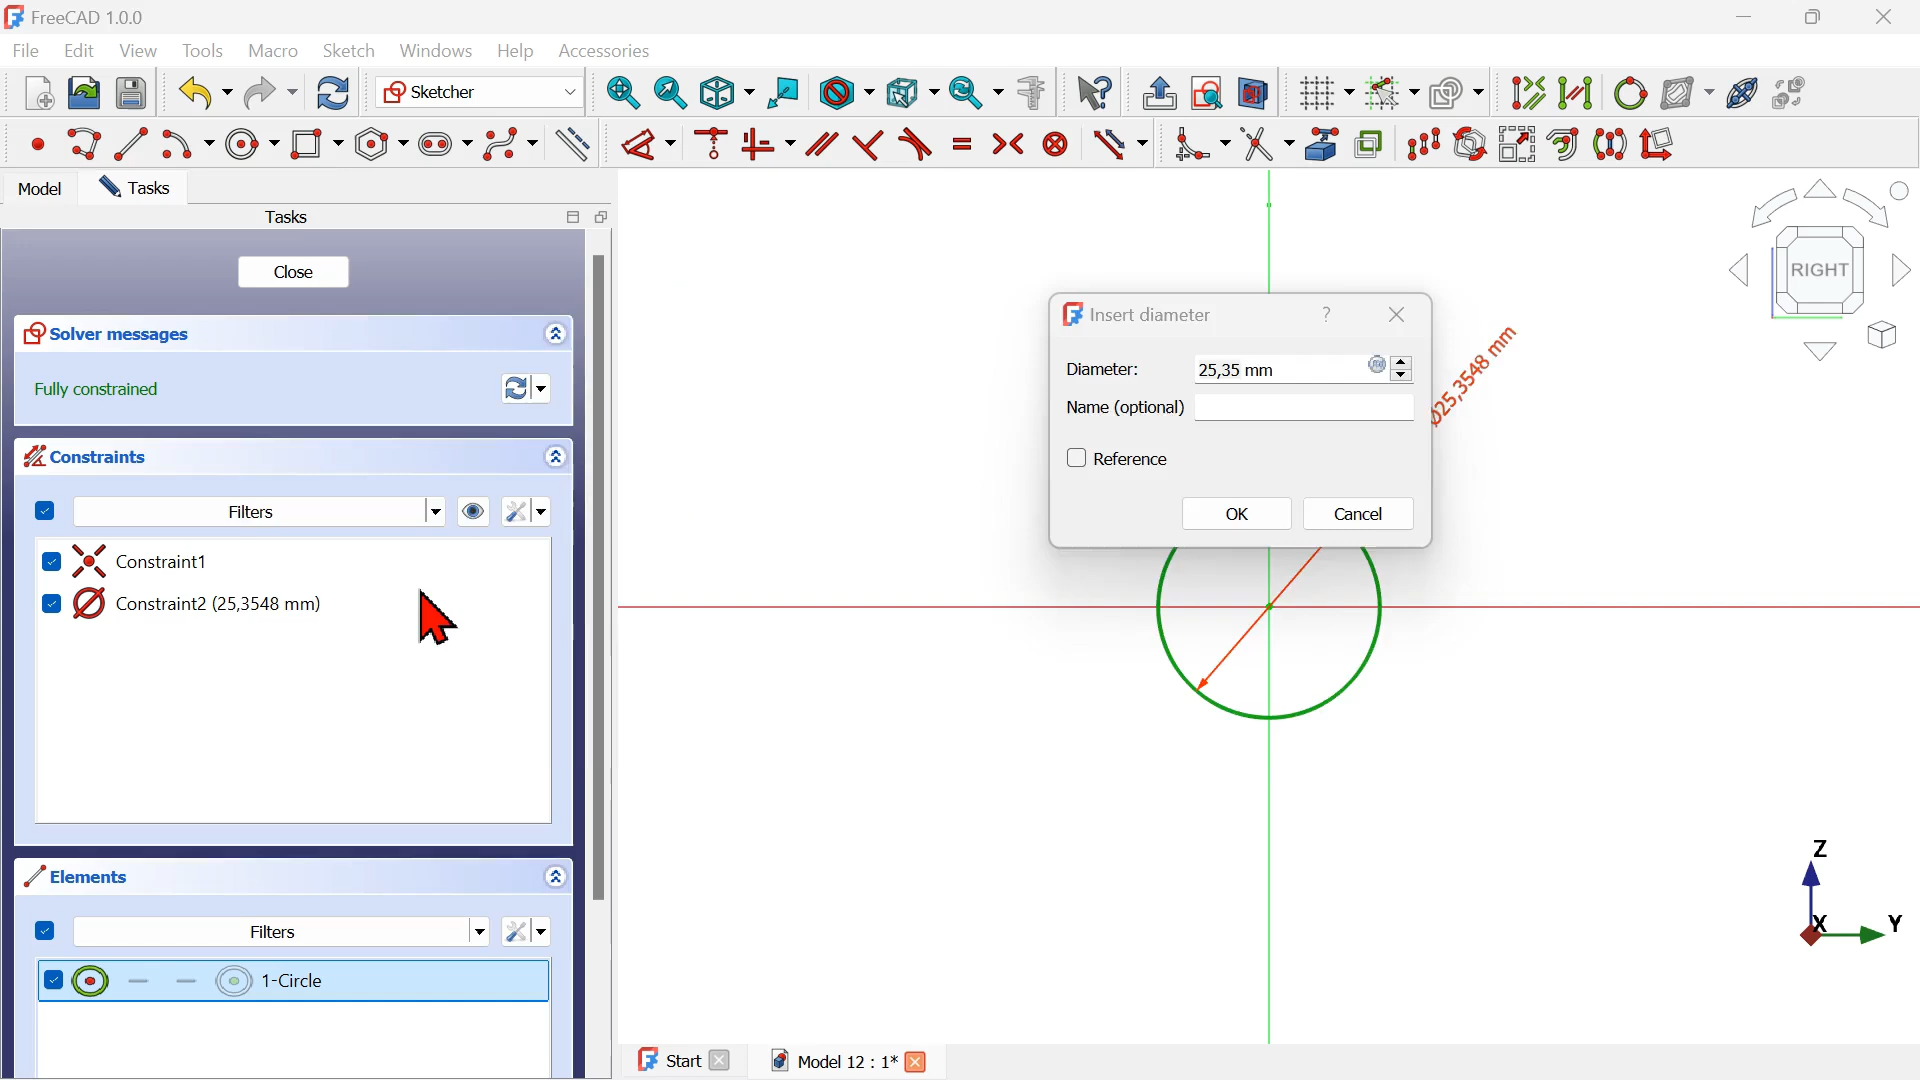 FreeCAD 1.0.0
File Edit View Tools Macro Sketch Windows Help Accessories
Sketcher
Model Tasks
Tasks
Close
Solver messages
Fully constrained
Constraints
Filters
Constraint1
Constraint2 (25,3548 mm)
Elements
Filters
1-Circle
Insert diameter ?
Diameter: 25,35 mm
Name (optional)
Reference
OK Cancel
Ø25,3548 mm
RIGHT
Z
X
Y
Start
Model 12 : 1*